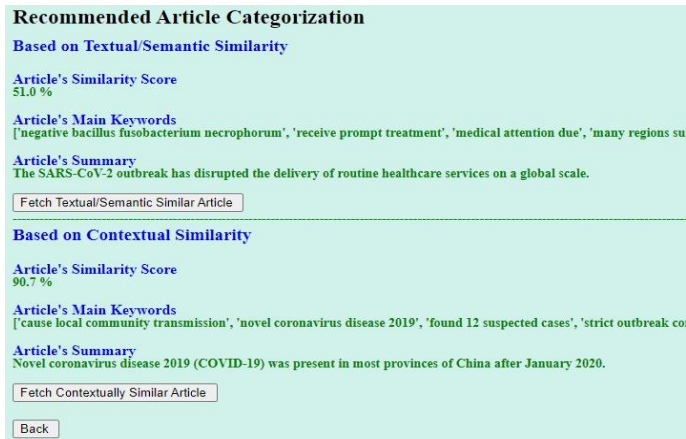 Recommended Article Categorization
Based on Textual/Semantic Similarity
Article's Similarity Score
51.0 %
Article's Main Keywords
['negative bacillus fusobacterium necrophorum', 'receive prompt treatment', 'medical attention due', 'many regions su
Article's Summary
The SARS-CoV-2 outbreak has disrupted the delivery of routine healthcare services on a global scale.
Fetch Textual/Semantic Similar Article
Based on Contextual Similarity
Article's Similarity Score
90.7 %
Article's Main Keywords
['cause local community transmission', 'novel coronavirus disease 2019', 'found 12 suspected cases', 'strict outbreak co
Article's Summary
Novel coronavirus disease 2019 (COVID-19) was present in most provinces of China after January 2020.
Fetch Contextually Similar Article
Back